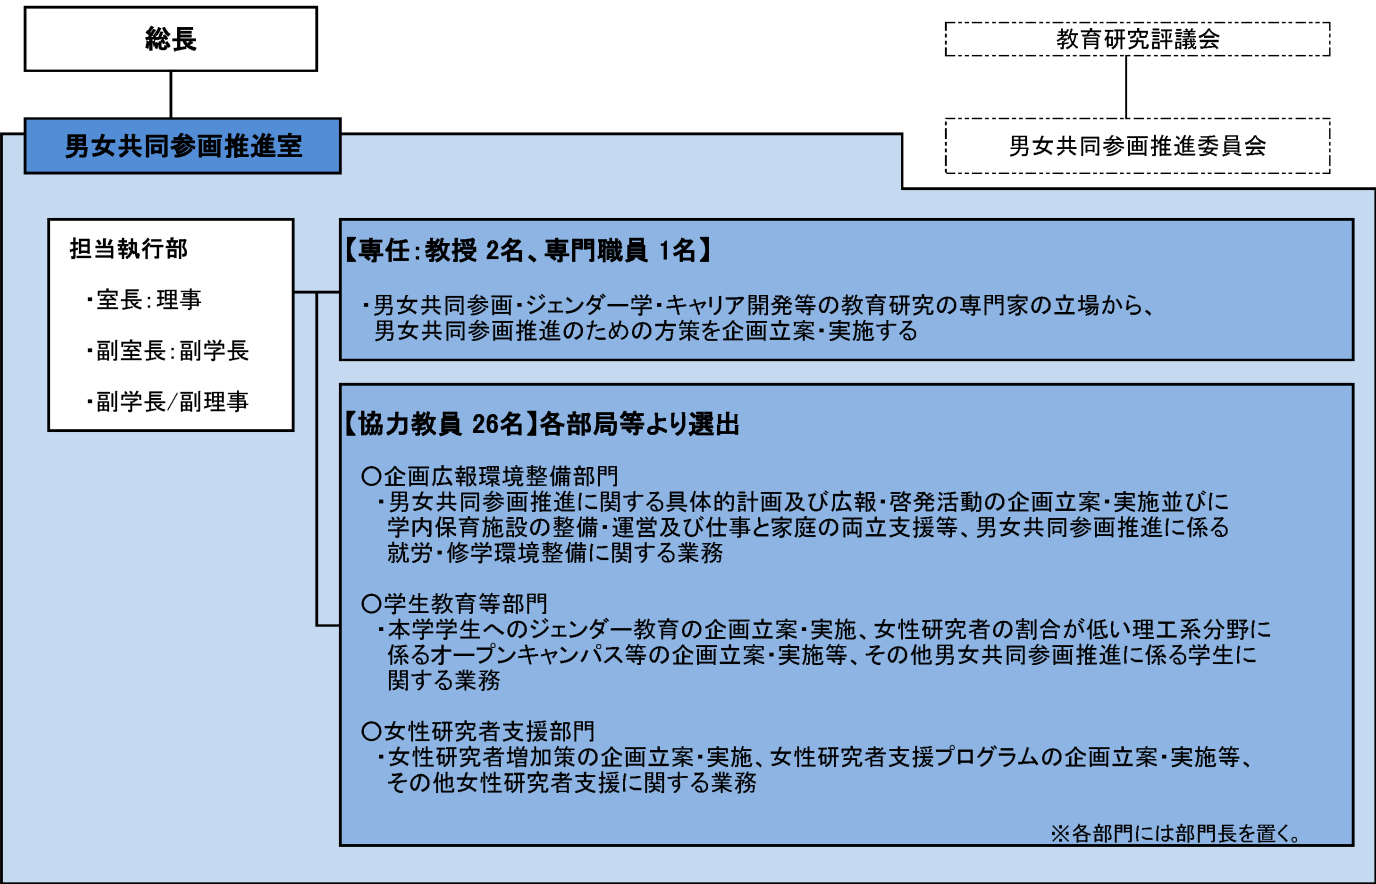 総長
教育研究評議会
男女共同参画推進室
男女共同参画推進委員会
担当執行部
・室長：理事
・副室長：副学長
・副学長/副理事
【専任：教授 2名、専門職員 1名】
・男女共同参画・ジェンダー学・キャリア開発等の教育研究の専門家の立場から、
男女共同参画推進のための方策を企画立案・実施する
【協力教員 26名】各部局等より選出
○企画広報環境整備部門
・男女共同参画推進に関する具体的計画及び広報・啓発活動の企画立案・実施並びに
学内保育施設の整備・運営及び仕事と家庭の両立支援等、男女共同参画推進に係る
就労・修学環境整備に関する業務
○学生教育等部門
・本学学生へのジェンダー教育の企画立案・実施、女性研究者の割合が低い理工系分野に
係るオープンキャンパス等の企画立案・実施等、その他男女共同参画推進に係る学生に
関する業務
○女性研究者支援部門
・女性研究者増加策の企画立案・実施、女性研究者支援プログラムの企画立案・実施等、
その他女性研究者支援に関する業務
※各部門には部門長を置く。